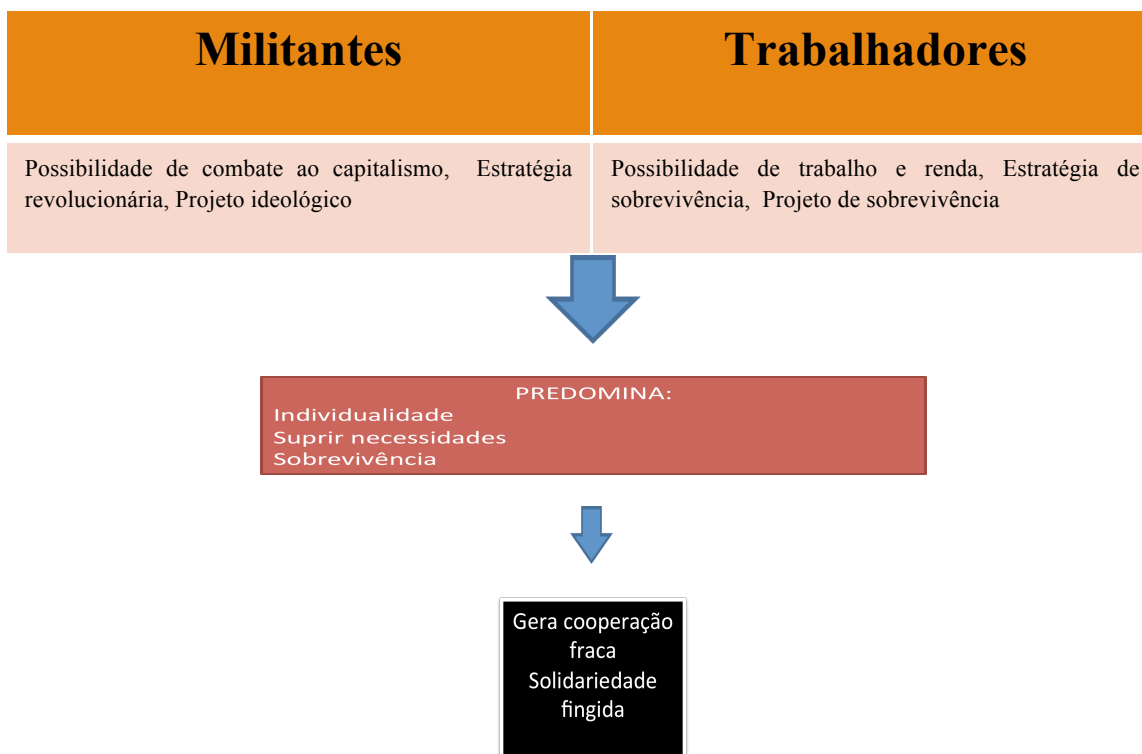 Militantes
Trabalhadores
Possibilidade de combate ao capitalismo, Estratégia
revolucionária, Projeto ideológico
Possibilidade de trabalho e renda, Estratégia de
sobrevivência, Projeto de sobrevivência
PREDOMINA:
Individualidade
Suprir necessidades
Sobrevivência
Gera cooperação
fraca
Solidariedade
fingida